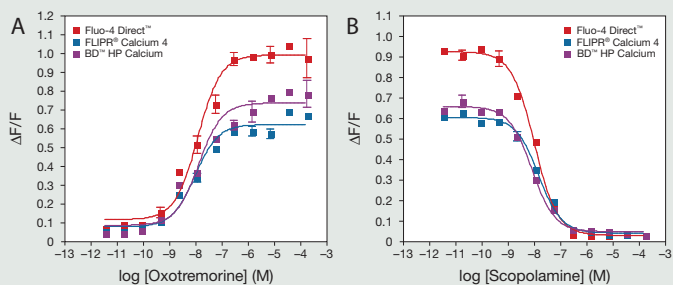 A
Fluo-4 Direct™
FLIPR® Calcium 4
BD™ HP Calcium
ΔF/F
1.2
1.1
1.0
0.9
0.8
0.7
0.6
0.5
0.4
0.3
0.2
0.1
0
−13 −12 −11 −10 −9 −8 −7 −6 −5 −4 −3
log [Oxotremorine] (M)
B
Fluo-4 Direct™
FLIPR® Calcium 4
BD™ HP Calcium
ΔF/F
1.1
1.0
0.9
0.8
0.7
0.6
0.5
0.4
0.3
0.2
0.1
0
−13 −12 −11 −10 −9 −8 −7 −6 −5 −4 −3
log [Scopolamine] (M)